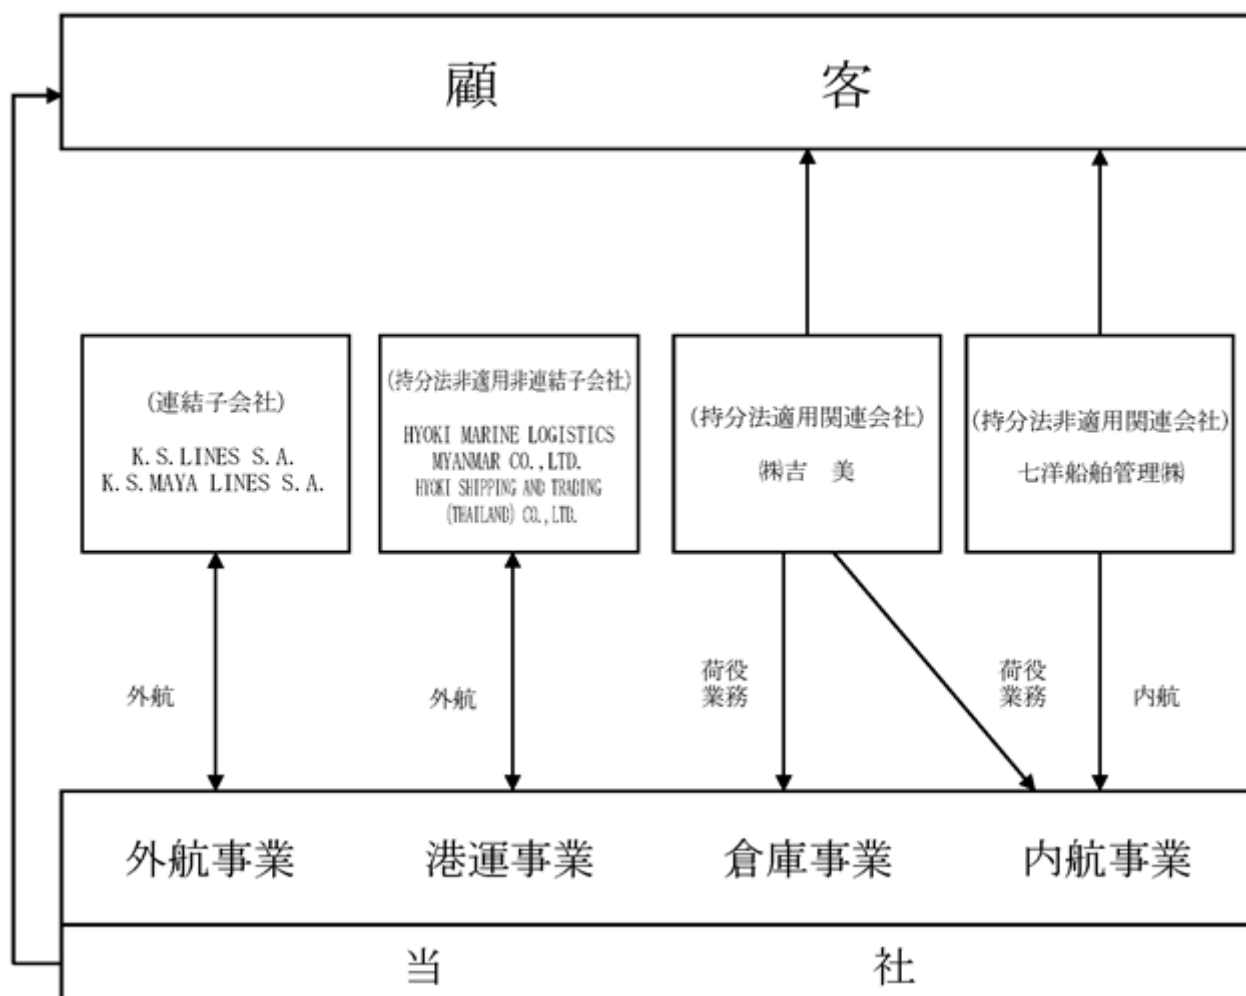 顧 客
(連結子会社)
K.S.LINES S.A.
K.S.MAYA LINES S.A.
(持分法非適用非連結子会社)
HYOKI MARINE LOGISTICS
MYANMAR CO.,LTD.
HYOKI SHIPPING AND TRADING
(THAILAND) CO.,LTD.
(持分法適用関連会社)
㈱吉 美
(持分法非適用関連会社)
七洋船舶管理㈱
外航
外航
荷役
業務
荷役
業務
内航
外航事業 港運事業 倉庫事業 内航事業
当 社